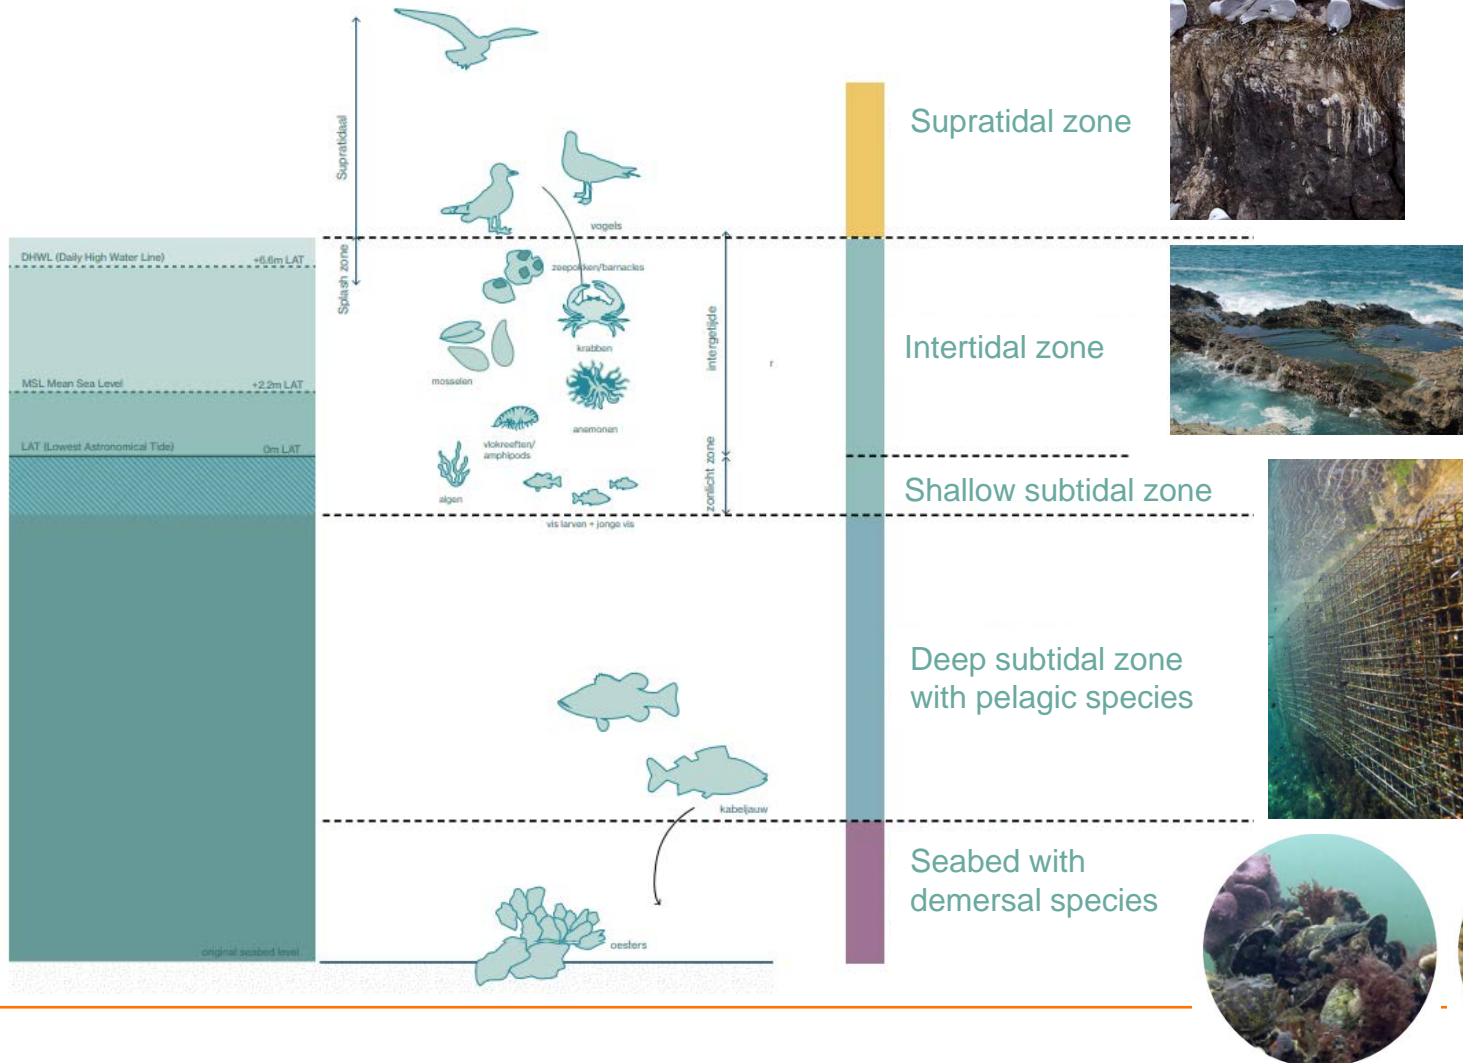 Supratidaal
Supratidal zone
vogels
DHWL (Daily High Water Line)
+6.6m LAT
Splash zone
zeepokken/barnacles
krabben
intergetijde
Intertidal zone
r
mosselen
MSL Mean Sea Level
+2.2m LAT
anemonen
vlokreeften/
amphipods
LAT (Lowest Astronomical Tide)
0m LAT
zonlicht zone
algen
Shallow subtidal zone
vis larven + jonge vis
Deep subtidal zone
with pelagic species
kabeljauw
Seabed with
demersal species
oesters
original seabed level